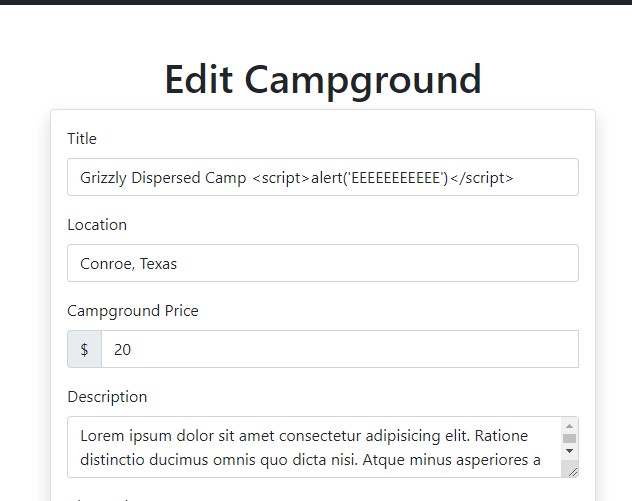 Edit Campground
Title
Grizzly Dispersed Camp <script>alert('EEEEEEEEEEE')</script>
Location
Conroe, Texas
Campground Price
$ 20
Description
Lorem ipsum dolor sit amet consectetur adipisicing elit. Ratione
distinctio ducimus omnis quo dicta nisi. Atque minus asperiores a